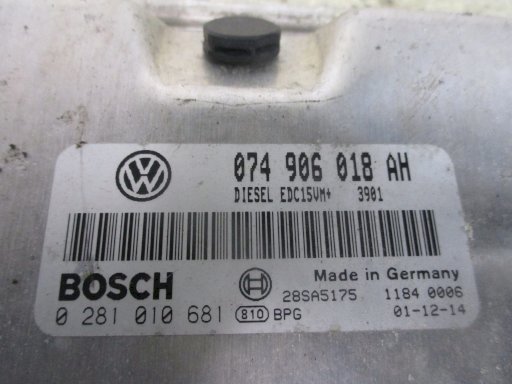 074 906 018 AH
DIESEL EDC15VM+ 3901
BOSCH Made in Germany
28SA5175 1184 0006
0 281 010 681 810 BPG 01-12-14